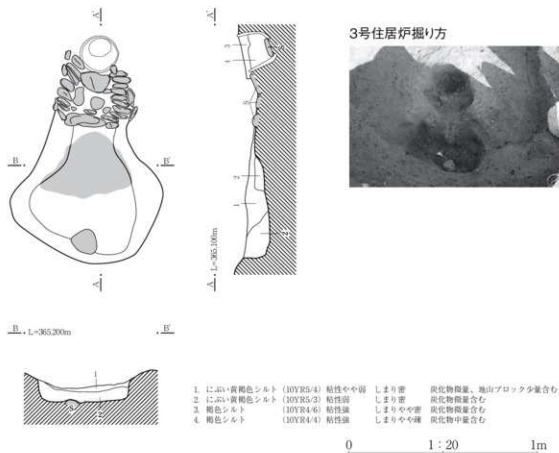 A
A'
3号住居炉掘り方
3
4
5
B
B'
2
1
2
A
A
L=365.100m
B
L=365.200m
B'
1
S
2
1. にぶい黄褐色シルト (10YR5/4) 粘性やや弱 しまり密 炭化物微量、地山ブロック少量含む
2. にぶい黄褐色シルト (10YR5/3) 粘性弱 しまり密 炭化物微量含む
3. 褐色シルト (10YR4/6) 粘性強 しまりやや密 炭化物微量含む
4. 褐色シルト (10YR4/4) 粘性強 しまりやや疎 炭化物中量含む
0 1:20 1m